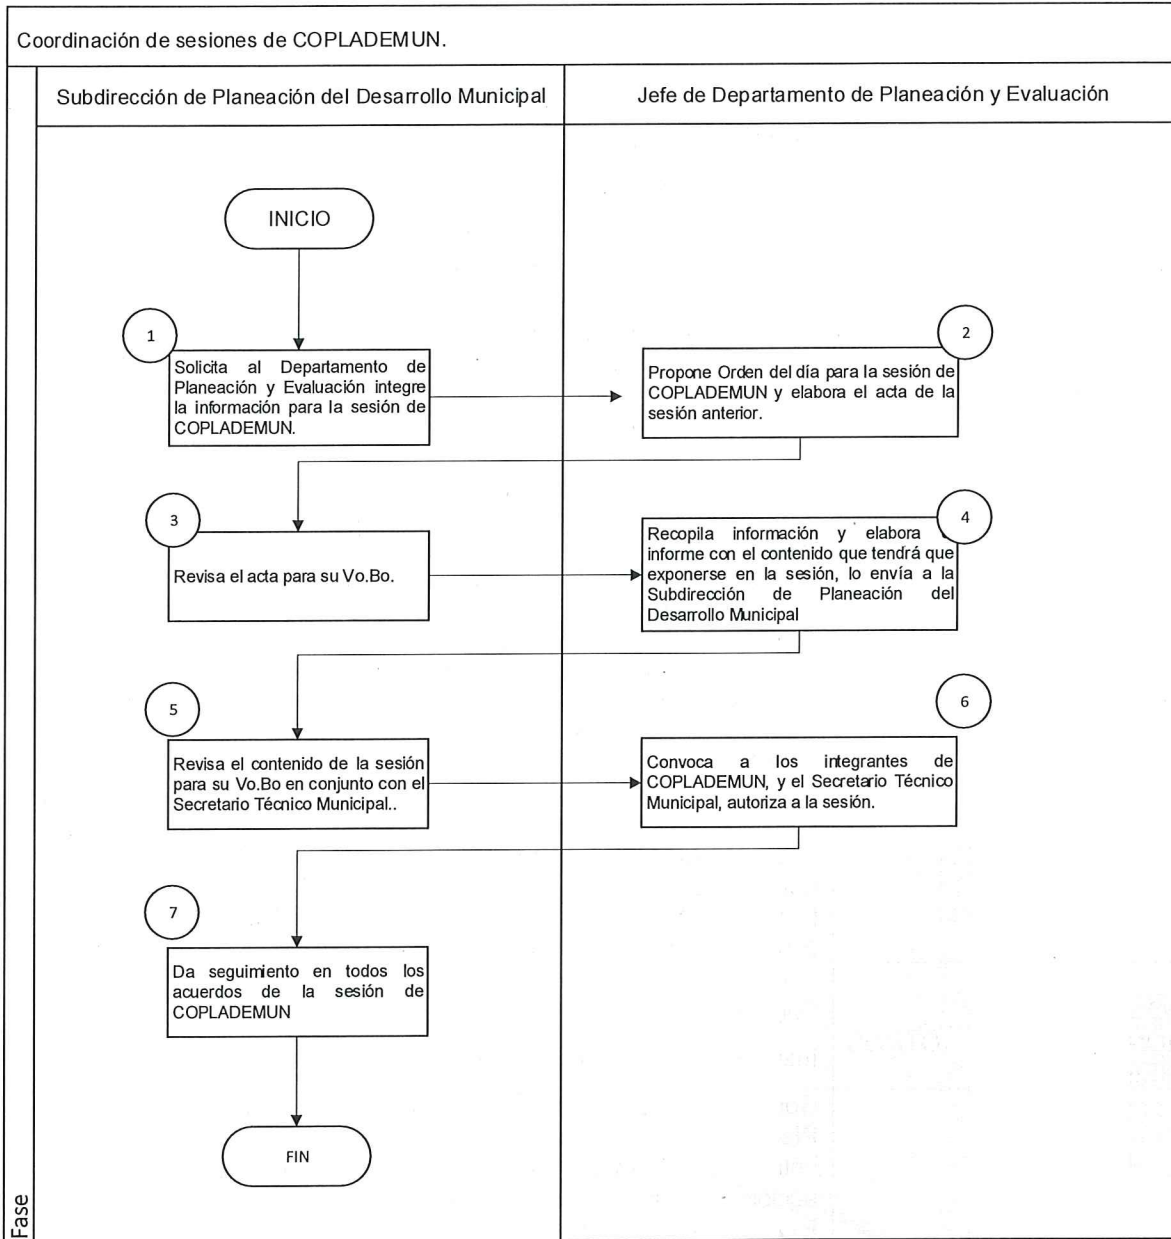 Coordinación de sesiones de COPLADEMUN.
Subdirección de Planeación del Desarrollo Municipal
Jefe de Departamento de Planeación y Evaluación
INICIO
1
Solicita al Departamento de
Planeación y Evaluación integre
la información para la sesión de
COPLADEMUN.
2
Propone Orden del día para la sesión de
COPLADEMUN y elabora el acta de la
sesión anterior.
3
Revisa el acta para su Vo.Bo.
4
Recopila información y elabora
informe con el contenido que tendrá que
exponerse en la sesión, lo envía a la
Subdirección de Planeación del
Desarrollo Municipal
5
Revisa el contenido de la sesión
para su Vo.Bo en conjunto con el
Secretario Técnico Municipal..
6
Convoca a los integrantes de
COPLADEMUN, y el Secretario Técnico
Municipal, autoriza a la sesión.
7
Da seguimiento en todos los
acuerdos de la sesión de
COPLADEMUN
FIN
Fase